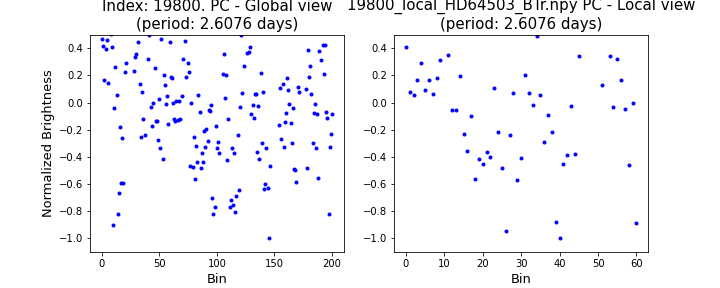 Index: 19800. PC - Global view
(period: 2.6076 days)
19800_local_HD64503_BTr.npy PC - Local view
(period: 2.6076 days)
Normalized Brightness
0.4
0.2
0.0
−0.2
−0.4
−0.6
−0.8
−1.0
0 50 100 150 200
Bin
0.4
0.2
0.0
−0.2
−0.4
−0.6
−0.8
−1.0
0 10 20 30 40 50 60
Bin